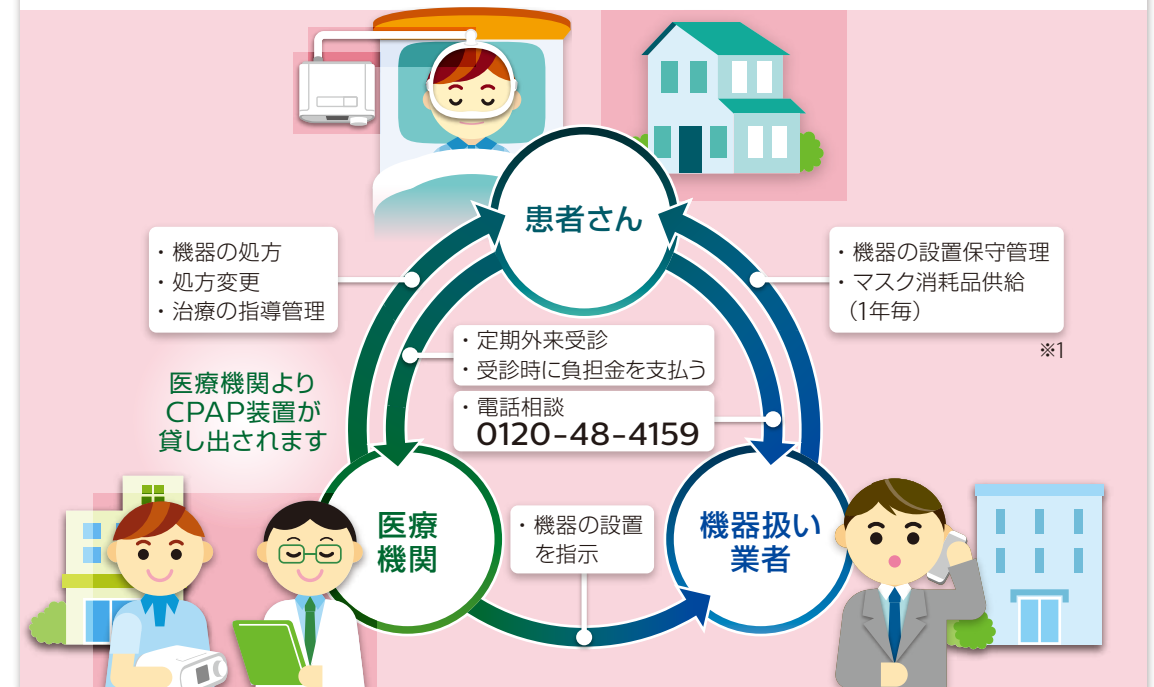 患者さん
・機器の処方
・処方変更
・治療の指導管理
・機器の設置保守管理
・マスク消耗品供給
（1年毎）
※1
・定期外来受診
・受診時に負担金を支払う
・電話相談
0120-48-4159
医療機関より
CPAP装置が
貸し出されます
医療
機関
・機器の設置
を指示
機器扱い
業者